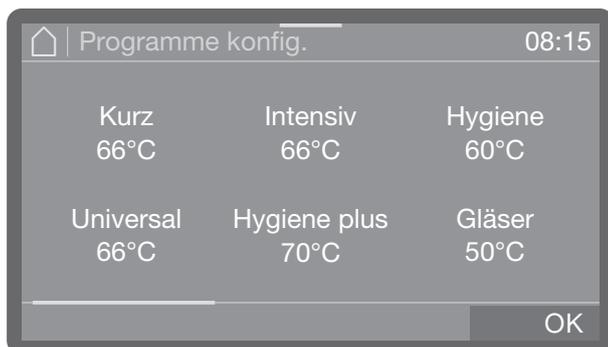 Programme konfig. 08:15
Kurz Intensiv Hygiene
66°C 66°C 60°C
Universal Hygiene plus Gläser
66°C 70°C 50°C
OK